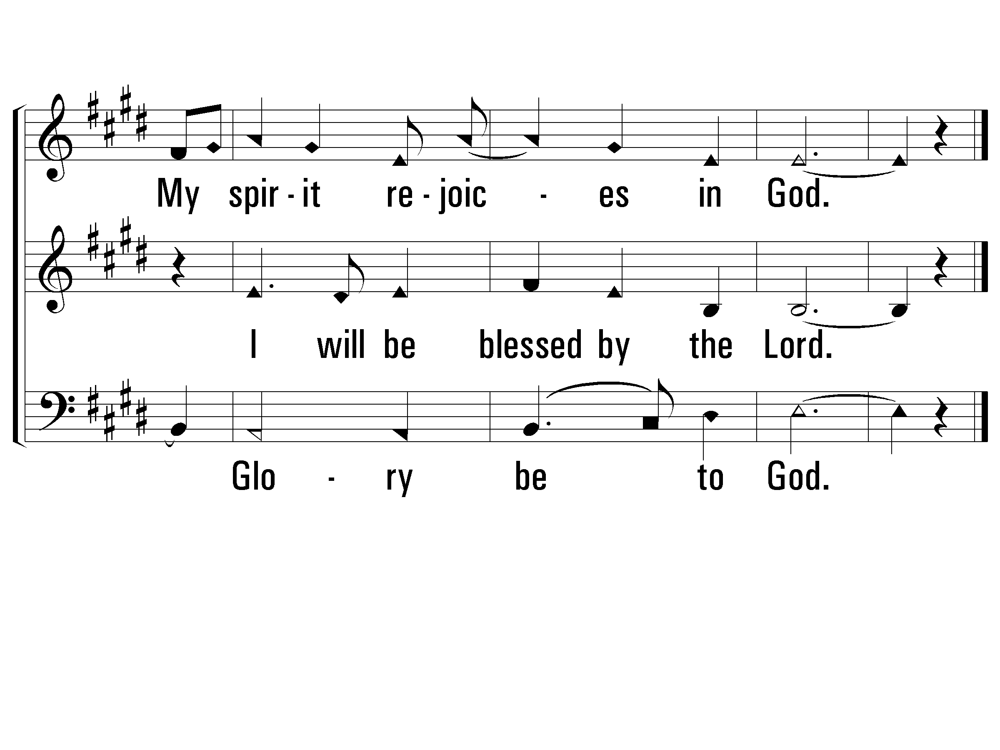 My spir - it re - joic - es in God.
I will be blessed by the Lord.
Glo - ry be to God.